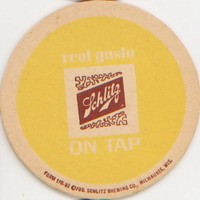 real gusto
Schlitz
ON TAP
JOS. SCHLITZ BREWING CO., MILWAUKEE, WIS.